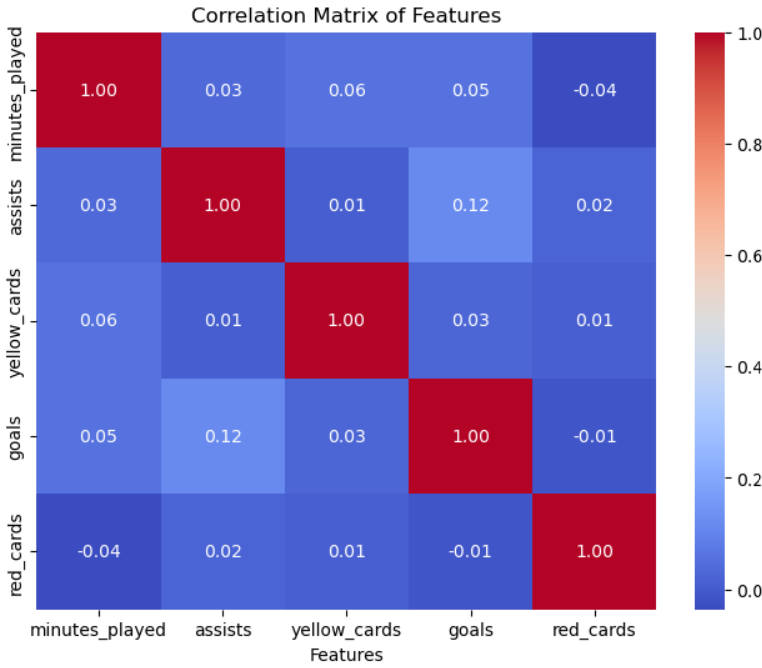 Correlation Matrix of Features
minutes_played 1.00 0.03 0.06 0.05 -0.04
assists 0.03 1.00 0.01 0.12 0.02
yellow_cards 0.06 0.01 1.00 0.03 0.01
goals 0.05 0.12 0.03 1.00 -0.01
red_cards -0.04 0.02 0.01 -0.01 1.00
minutes_played assists yellow_cards goals red_cards
Features
1.0
0.8
0.6
0.4
0.2
0.0